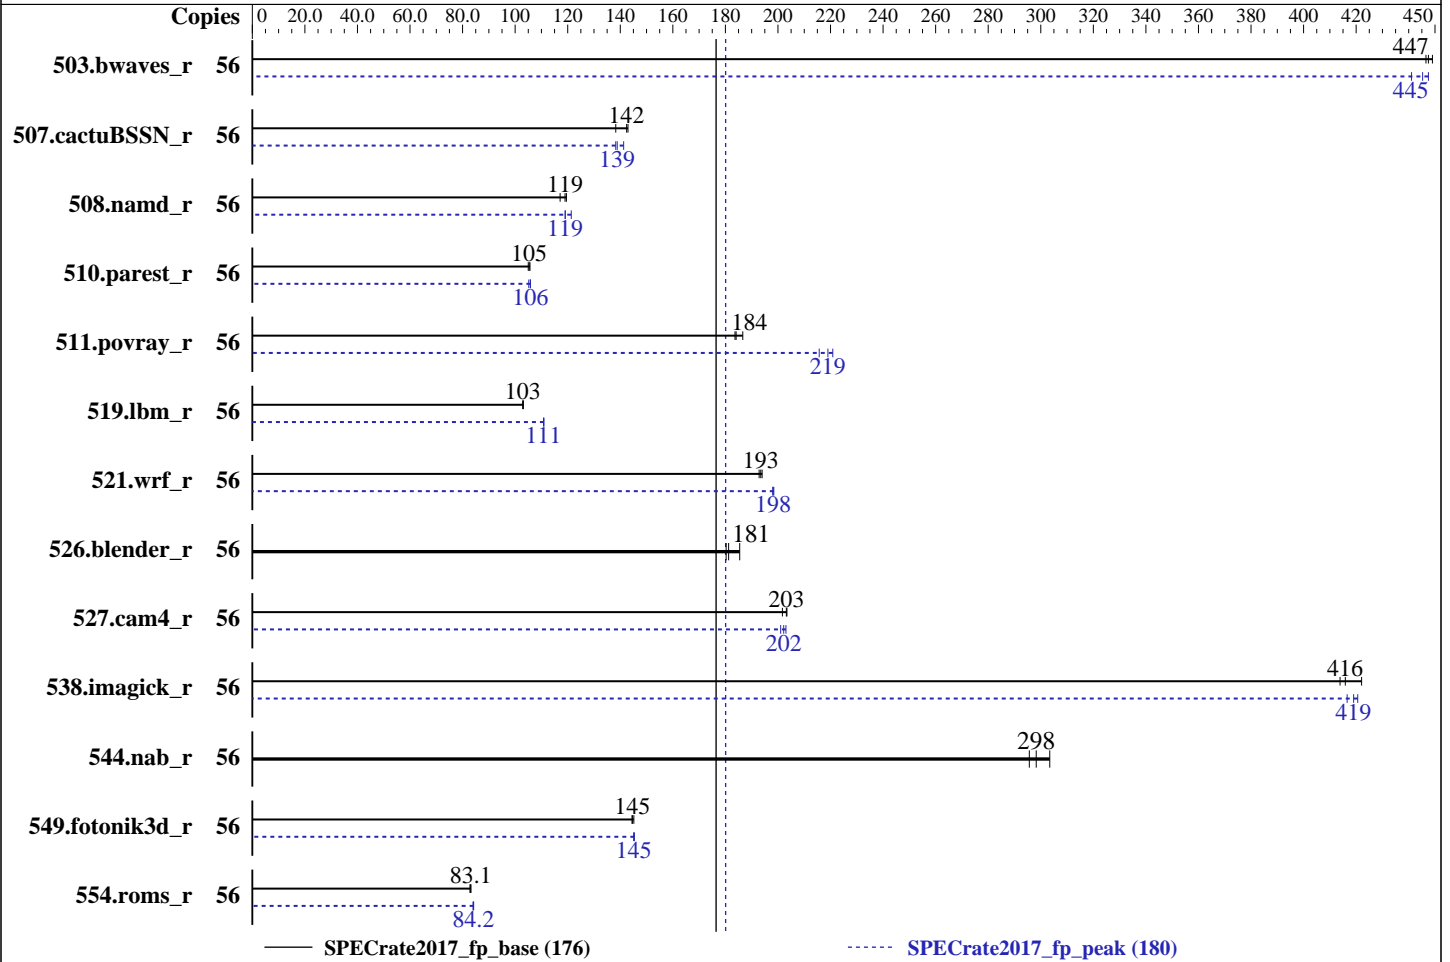 Copies 0 20.0 40.0 60.0 80.0 100 120 140 160 180 200 220 240 260 280 300 320 340 360 380 400 420 450
503.bwaves_r 56 447
445
507.cactuBSSN_r 56 142
139
508.namd_r 56 119
119
510.parest_r 56 105
106
511.povray_r 56 184
219
519.lbm_r 56 103
111
521.wrf_r 56 193
198
526.blender_r 56 181
527.cam4_r 56 203
202
538.imagick_r 56 416
419
544.nab_r 56 298
549.fotonik3d_r 56 145
145
554.roms_r 56 83.1
84.2
SPECrate2017_fp_base (176) SPECrate2017_fp_peak (180)